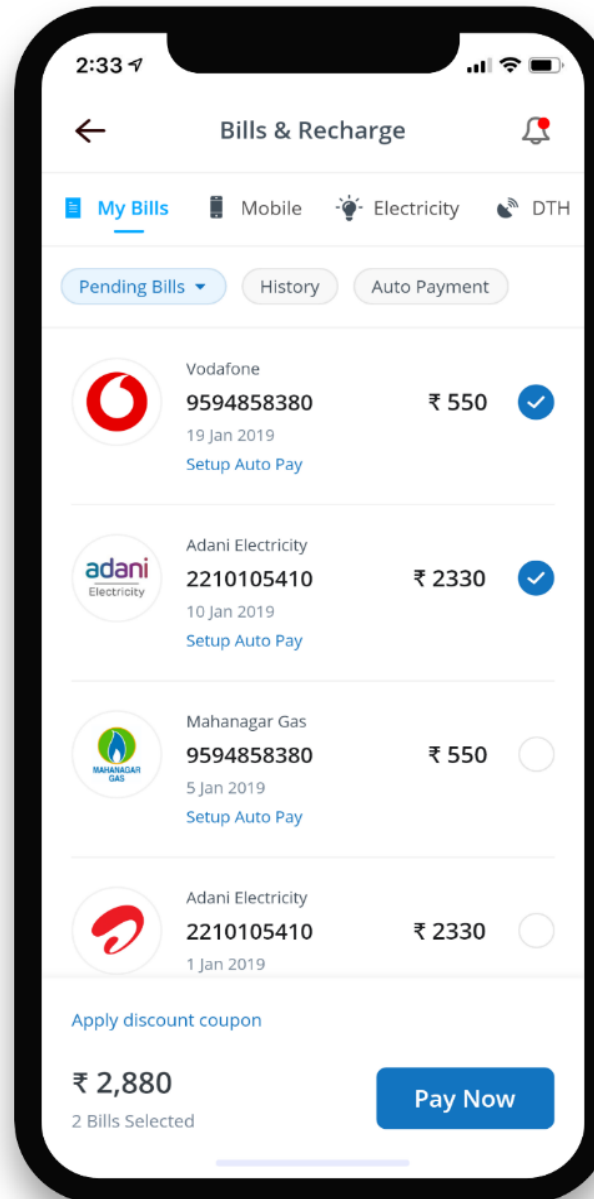 2:33
Bills & Recharge
My Bills Mobile Electricity DTH
Pending Bills History Auto Payment
Vodafone
9594858380 ₹ 550
19 Jan 2019
Setup Auto Pay
adani
Electricity
Adani Electricity
2210105410 ₹ 2330
10 Jan 2019
Setup Auto Pay
MAHANAGAR
GAS
Mahanagar Gas
9594858380 ₹ 550
5 Jan 2019
Setup Auto Pay
Adani Electricity
2210105410 ₹ 2330
1 Jan 2019
Apply discount coupon
₹ 2,880
2 Bills Selected
Pay Now